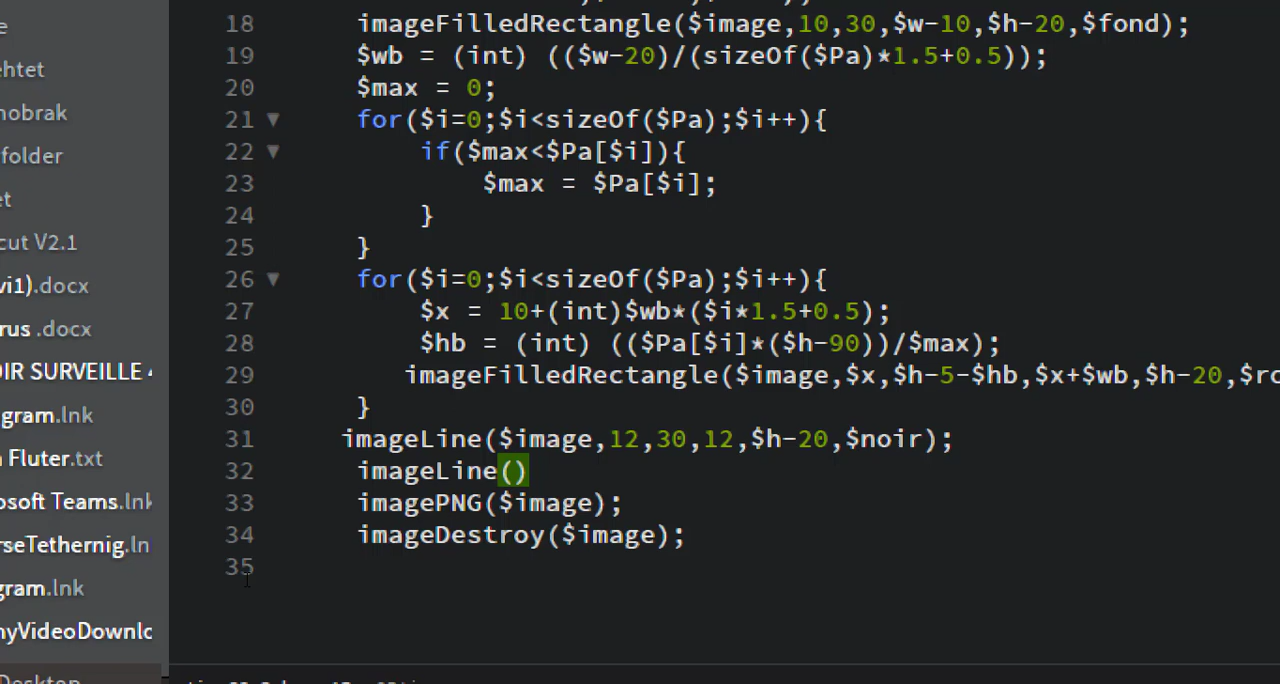 ehtet
nobrak
folder
et
cut V2.1
vi1).docx
rus .docx
OIR SURVEILLE
gram.lnk
Fluter.txt
osoft Teams.lnk
rseTethernig.ln
gram.lnk
nyVideoDownlo
Desktop
18 imageFilledRectangle($image,10,30,$w-10,$h-20,$fond);
19 $wb = (int) (($w-20)/(sizeOf($Pa)*1.5+0.5));
20 $max = 0;
21 for($i=0;$i<sizeOf($Pa);$i++){
22 if($max<$Pa[$i]){
23 $max = $Pa[$i];
24 }
25 }
26 for($i=0;$i<sizeOf($Pa);$i++){
27 $x = 10+(int)$wb*($i*1.5+0.5);
28 $hb = (int) (($Pa[$i]*($h-90))/$max);
29 imageFilledRectangle($image,$x,$h-5-$hb,$x+$wb,$h-20,$ro
30 }
31 imageLine($image,12,30,12,$h-20,$noir);
32 imageLine()
33 imagePNG($image);
34 imageDestroy($image);
35